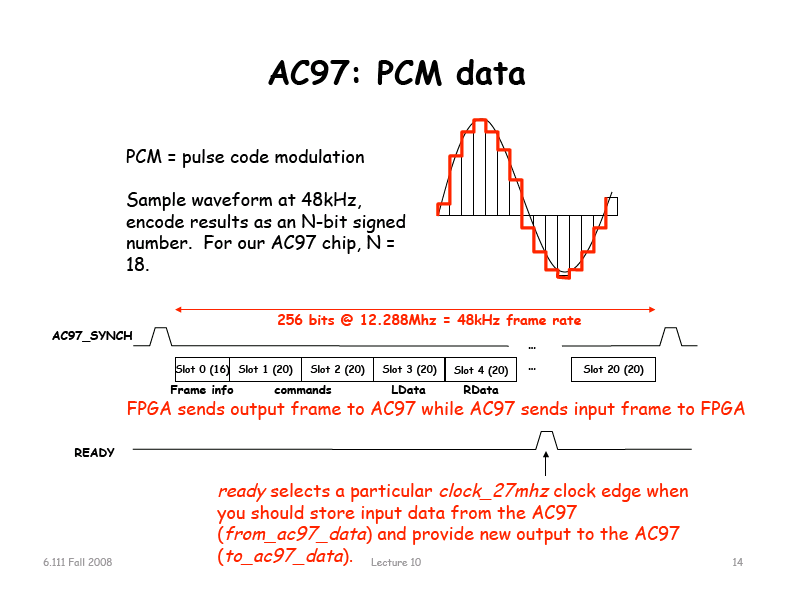 AC97: PCM data
PCM = pulse code modulation
Sample waveform at 48kHz,
encode results as an N-bit signed
number. For our AC97 chip, N =
18.
256 bits @ 12.288Mhz = 48kHz frame rate
AC97_SYNCH
...
Slot 0 (16) Slot 1 (20) Slot 2 (20) Slot 3 (20) Slot 4 (20) ... Slot 20 (20)
Frame info commands LData RData
FPGA sends output frame to AC97 while AC97 sends input frame to FPGA
READY
ready selects a particular clock_27mhz clock edge when
you should store input data from the AC97
(from_ac97_data) and provide new output to the AC97
(to_ac97_data).
6.111 Fall 2008 Lecture 10 14